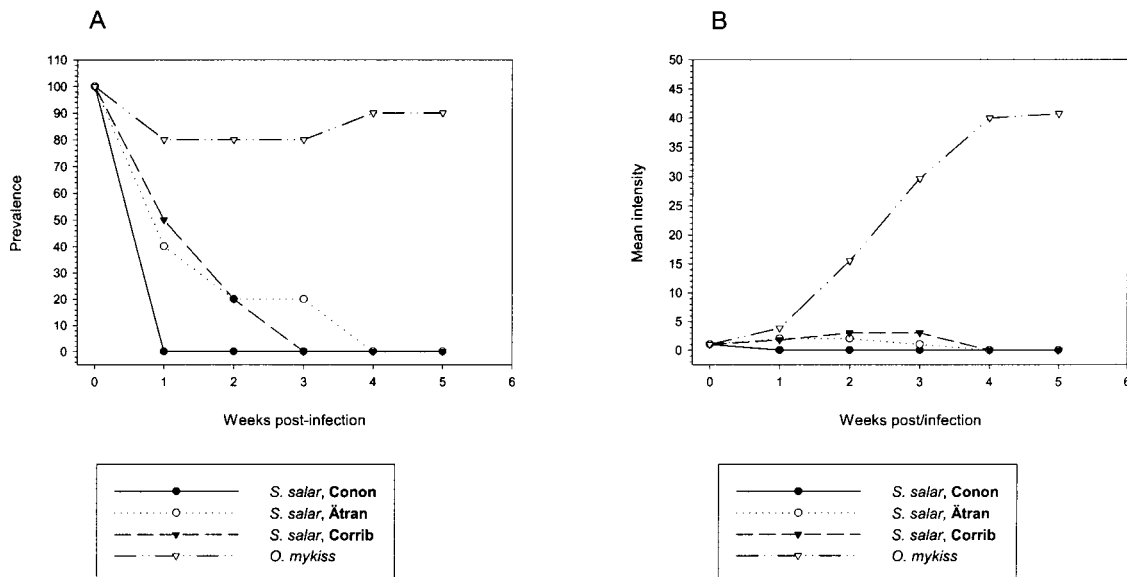 A
110
100
90
80
70
60
50
40
30
20
10
0
Prevalence
0 1 2 3 4 5 6
Weeks post-infection
S. salar, Conon
S. salar, Ätran
S. salar, Corrib
O. mykiss
B
50
45
40
35
30
25
20
15
10
5
0
Mean intensity
0 1 2 3 4 5 6
Weeks post/infection
S. salar, Conon
S. salar, Ätran
S. salar, Corrib
O. mykiss